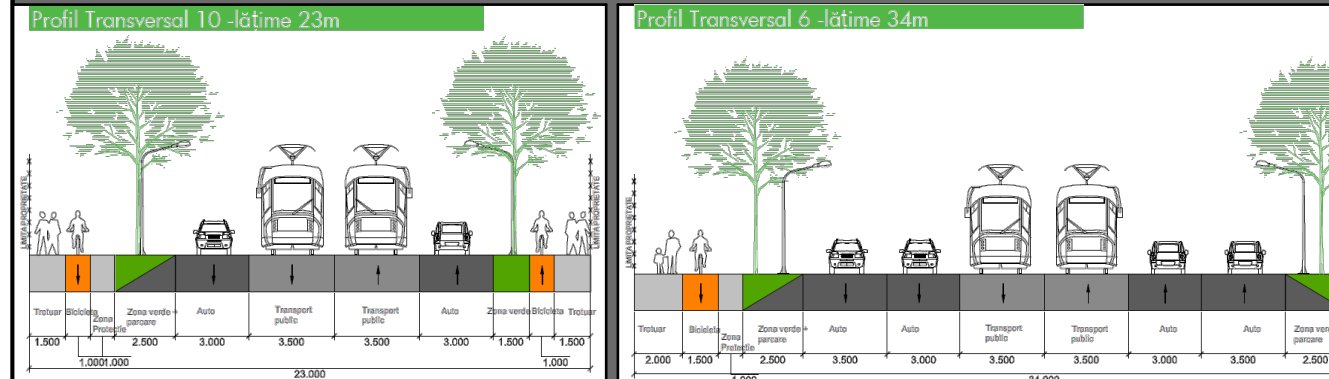 Profil Transversal 10 -lățime 23m
LIMITA PROPRIETATE
LIMITA PROPRIETATE
Trotuar
Bicicleta
Zona
Protectie
Zona verde +
parcare
Auto
Transport
public
Transport
public
Auto
Zona verde
Bicicleta
Trotuar
1.500
1,000
1.000
2.500
3.000
3.500
3.500
3.000
1.500
1,000
1.500
23.000
Profil Transversal 6 -lățime 34m
LIMITA PROPRIETATE
Trotuar
Bicicleta
Zona
Protectie
Zona verde +
parcare
Auto
Auto
Transport
public
Transport
public
Auto
Auto
2.000
1.500
1.000
2.500
3.500
3.000
3.500
3.500
3.000
3.500
2.500